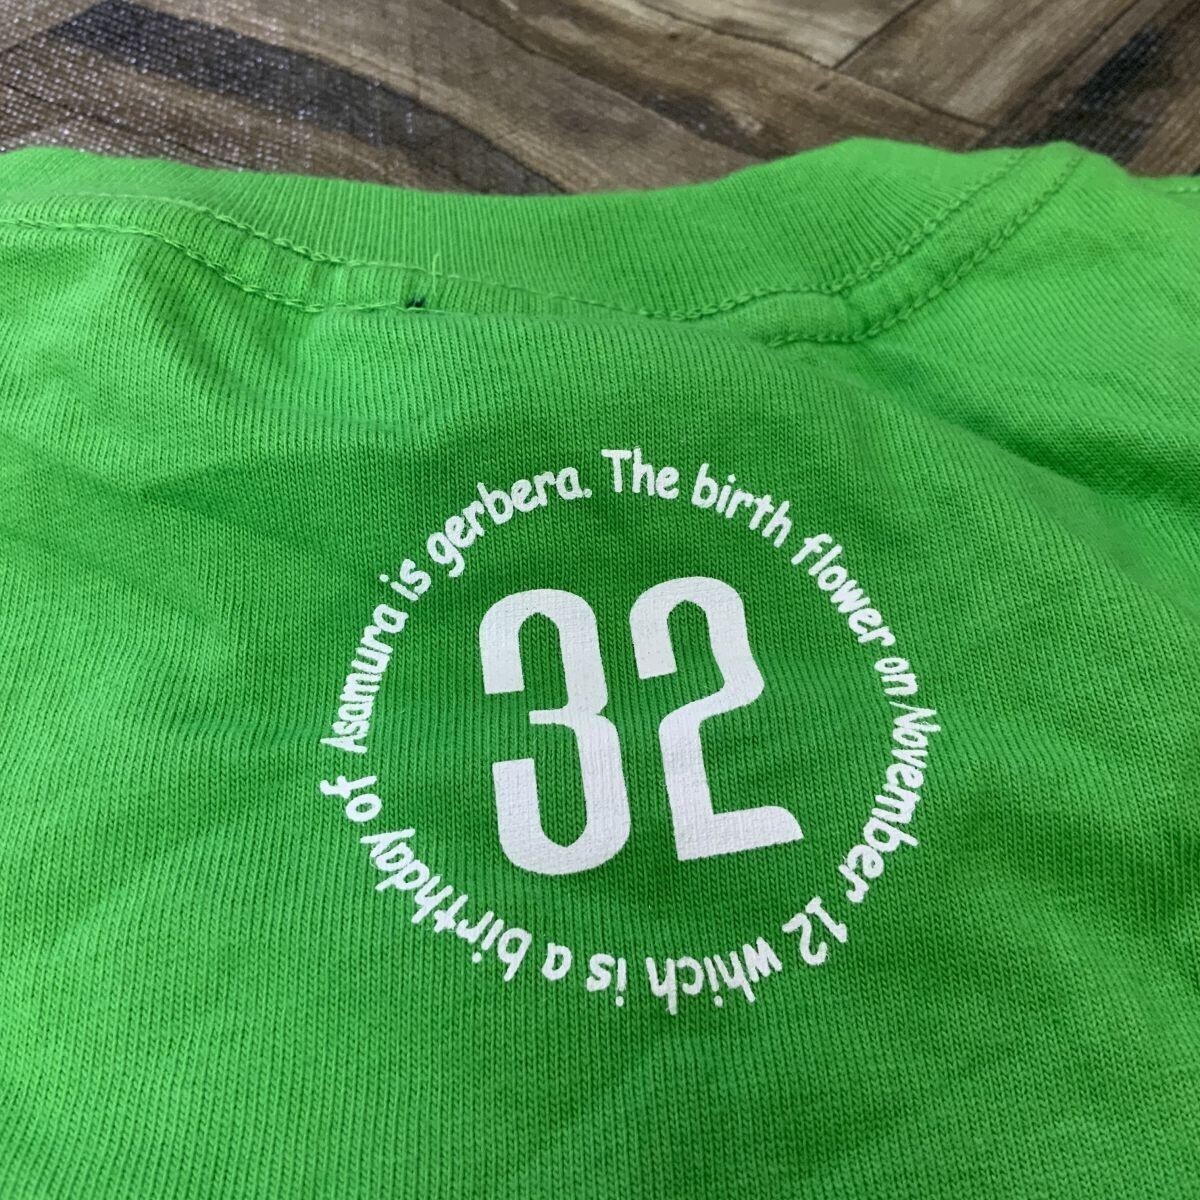 The birth flower on November 12 which is a birthday of Asamura is gerbera.
32